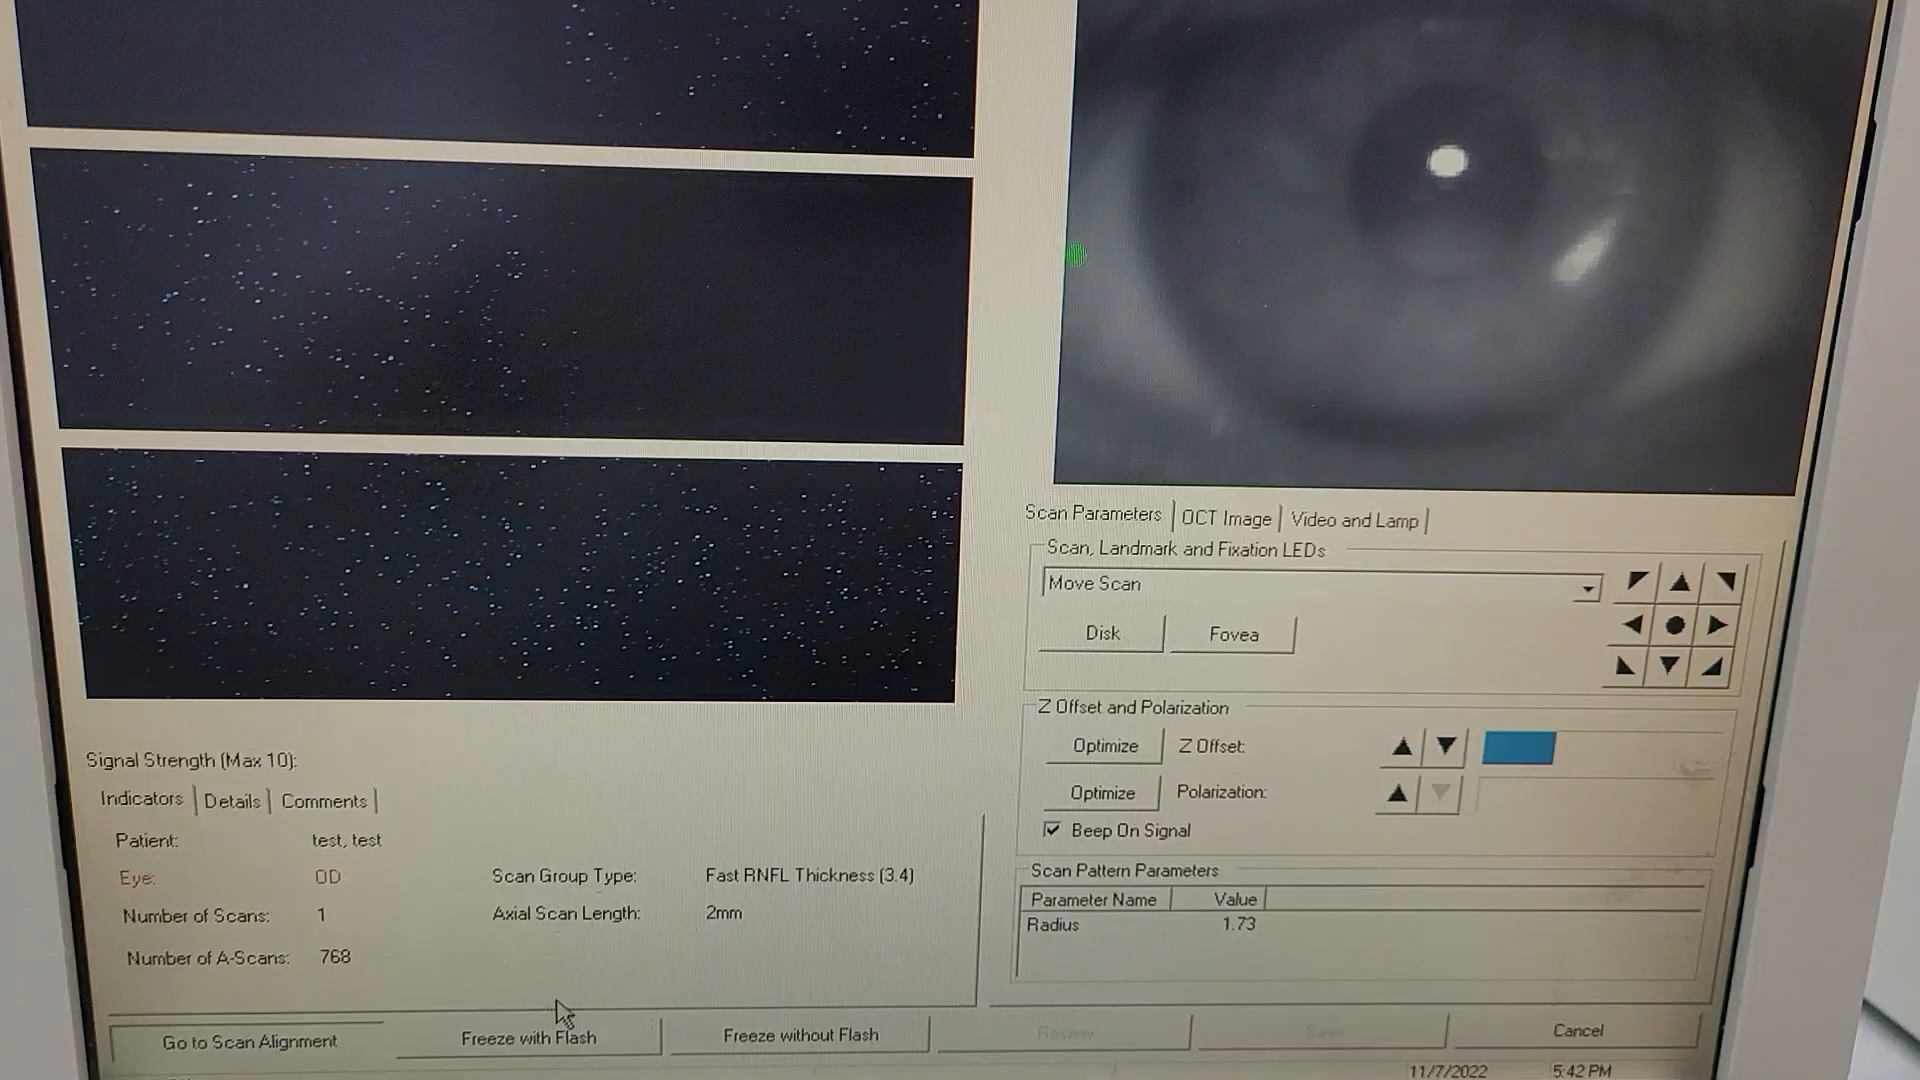 Signal Strength (Max 10):
Indicators
Details
Comments
Patient: test, test
Eye: OD
Number of Scans: 1
Number of A-Scans: 768
Scan Group Type: Fast RNFL Thickness (3.4)
Axial Scan Length: 2mm
Scan Parameters
OCT Image
Video and Lamp
Scan, Landmark and Fixation LEDs
Move Scan
Disk
Fovea
Z Offset and Polarization
Optimize
Z Offset:
Optimize
Polarization:
Beep On Signal
Scan Pattern Parameters
Parameter Name Value
Radius 1.73
Go to Scan Alignment
Freeze with Flash
Freeze without Flash
Review
Save
Cancel
11/7/2022 5:42 PM